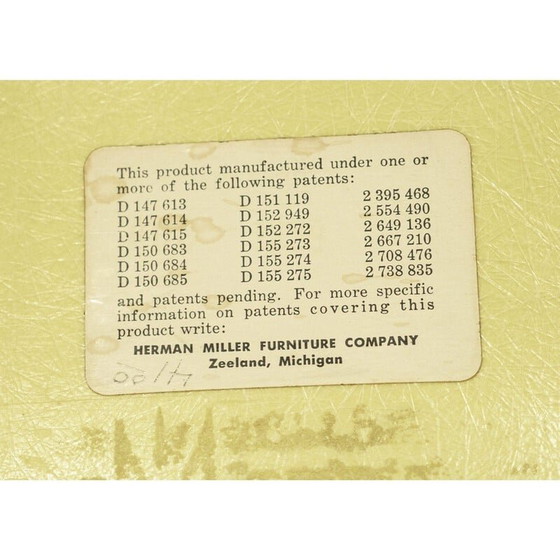 This product manufactured under one or
more of the following patents:
D 147 613 D 151 119 2 395 468
D 147 614 D 152 949 2 554 490
D 147 615 D 152 272 2 649 136
D 150 683 D 155 273 2 667 210
D 150 684 D 155 274 2 708 476
D 150 685 D 155 275 2 738 835
and patents pending. For more specific
information on patents covering this
product write:
HERMAN MILLER FURNITURE COMPANY
Zeeland, Michigan